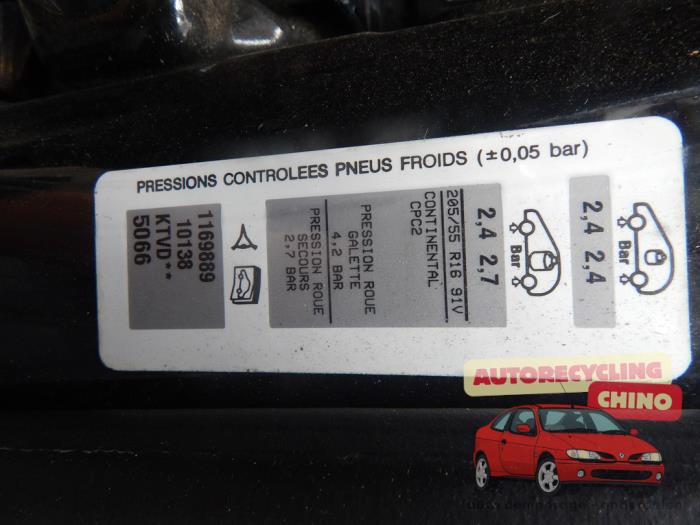 PRESSIONS CONTROLEES PNEUS FROIDS (±0,05 bar)
Bar
2,4 2,4
Bar
2,4 2,7
205/55 R16 91V
CONTINENTAL
CPC2
PRESSION ROUE
GALETTE
4,2 BAR
PRESSION ROUE
SECOURS
2,7 BAR
1169889
10138
KTVD**
5066
AUTORECYCLING
CHINO